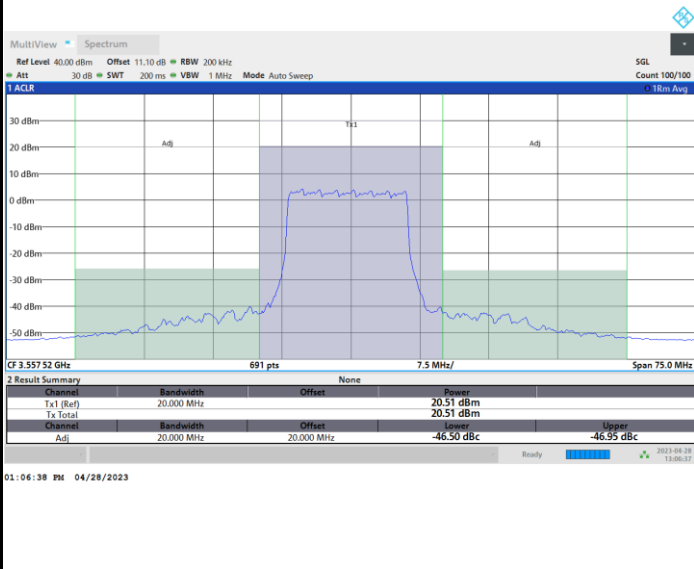 MultiView Spectrum
Ref Level 40.00 dBm Offset 11.10 dB RBW 200 kHz SGL
Att 30 dB SWT 200 ms VBW 1 MHz Mode Auto Sweep Count 100/100
1 ACLR 1Rm Avg
30 dBm
Tx1
20 dBm
Adj Adj
10 dBm
0 dBm
-10 dBm
-20 dBm
-30 dBm
-40 dBm
-50 dBm
CF 3.557 52 GHz 691 pts 7.5 MHz/ Span 75.0 MHz
2 Result Summary None
Channel Bandwidth Offset Power
Tx1 (Ref) 20.000 MHz 20.51 dBm
Tx Total 20.51 dBm
Channel Bandwidth Offset Lower Upper
Adj 20.000 MHz 20.000 MHz -46.50 dBc -46.95 dBc
Ready 2023-04-28
13:06:37
01:06:38 PM 04/28/2023